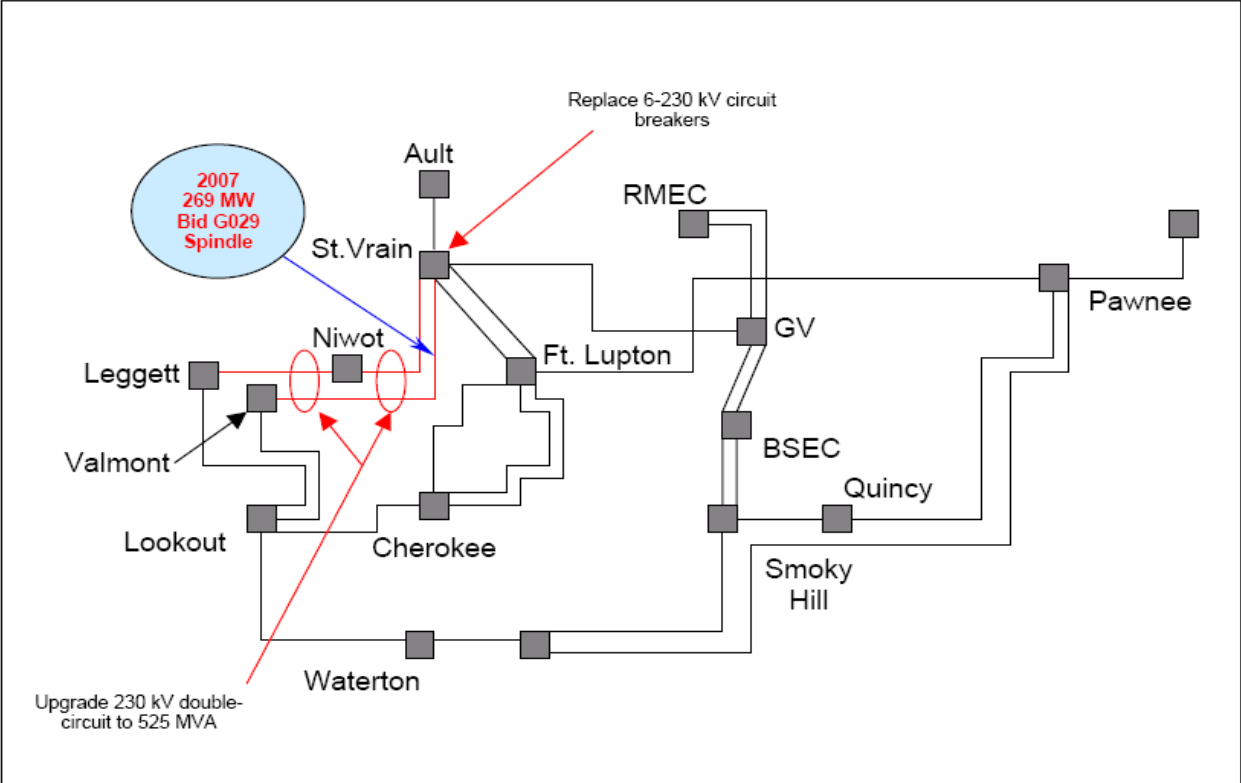 Replace 6-230 kV circuit
breakers
Ault
2007
269 MW
Bid G029
Spindle
RMEC
St.Vrain
Pawnee
GV
Niwot
Ft. Lupton
Leggett
BSEC
Valmont
Quincy
Lookout
Cherokee
Smoky
Hill
Waterton
Upgrade 230 kV double-
circuit to 525 MVA